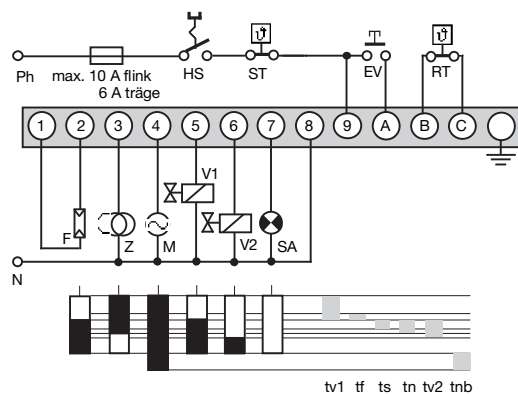 ϑ
ϑ
Ph
max. 10 A flink
6 A träge
HS
ST
EV
RT
1 2 3 4 5 6 7 8 9 A B C
V1
F
Z
M
V2
SA
N
tv1 tf ts tn tv2 tnb